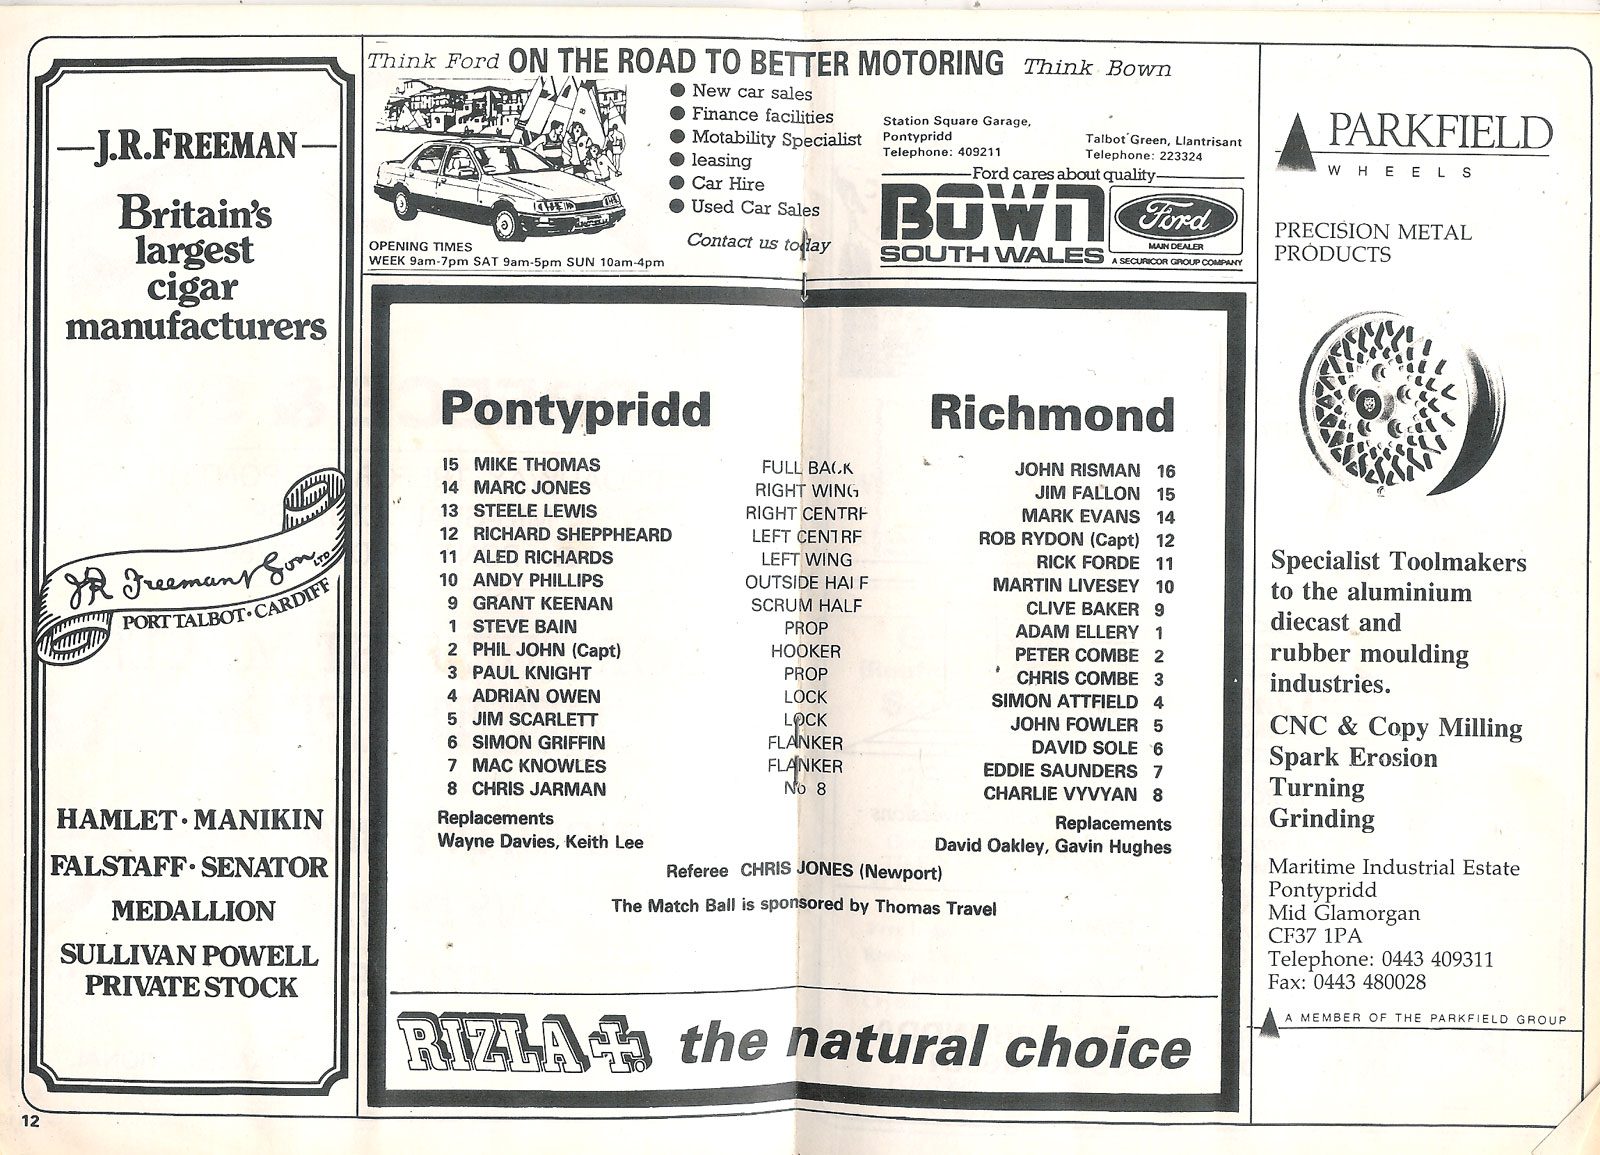 J.R.FREEMAN
Britain's
largest
cigar
manufacturers
JR Freeman & Son LTD
PORT TALBOT · CARDIFF
HAMLET · MANIKIN
FALSTAFF · SENATOR
MEDALLION
SULLIVAN POWELL
PRIVATE STOCK
12
Think Ford ON THE ROAD TO BETTER MOTORING Think Bown
● New car sales
● Finance facilities
● Motability Specialist
● leasing
● Car Hire
● Used Car Sales
Contact us today
OPENING TIMES
WEEK 9am-7pm SAT 9am-5pm SUN 10am-4pm
Station Square Garage,
Pontypridd
Telephone: 409211
Talbot Green, Llantrisant
Telephone: 223324
Ford cares about quality
BOWN
SOUTH WALES
Ford
MAIN DEALER
A SECURICOR GROUP COMPANY
Pontypridd Richmond
15 MIKE THOMAS FULL BACK JOHN RISMAN 16
14 MARC JONES RIGHT WING JIM FALLON 15
13 STEELE LEWIS RIGHT CENTRE MARK EVANS 14
12 RICHARD SHEPPHEARD LEFT CENTRE ROB RYDON (Capt) 12
11 ALED RICHARDS LEFT WING RICK FORDE 11
10 ANDY PHILLIPS OUTSIDE HALF MARTIN LIVESEY 10
9 GRANT KEENAN SCRUM HALF CLIVE BAKER 9
1 STEVE BAIN PROP ADAM ELLERY 1
2 PHIL JOHN (Capt) HOOKER PETER COMBE 2
3 PAUL KNIGHT PROP CHRIS COMBE 3
4 ADRIAN OWEN LOCK SIMON ATTFIELD 4
5 JIM SCARLETT LOCK JOHN FOWLER 5
6 SIMON GRIFFIN FLANKER DAVID SOLE 6
7 MAC KNOWLES FLANKER EDDIE SAUNDERS 7
8 CHRIS JARMAN No 8 CHARLIE VYVYAN 8
Replacements Replacements
Wayne Davies, Keith Lee David Oakley, Gavin Hughes
Referee CHRIS JONES (Newport)
The Match Ball is sponsored by Thomas Travel
RIZLA+. the natural choice
PARKFIELD
WHEELS
PRECISION METAL
PRODUCTS
Specialist Toolmakers
to the aluminium
diecast and
rubber moulding
industries.
CNC & Copy Milling
Spark Erosion
Turning
Grinding
Maritime Industrial Estate
Pontypridd
Mid Glamorgan
CF37 1PA
Telephone: 0443 409311
Fax: 0443 480028
A MEMBER OF THE PARKFIELD GROUP